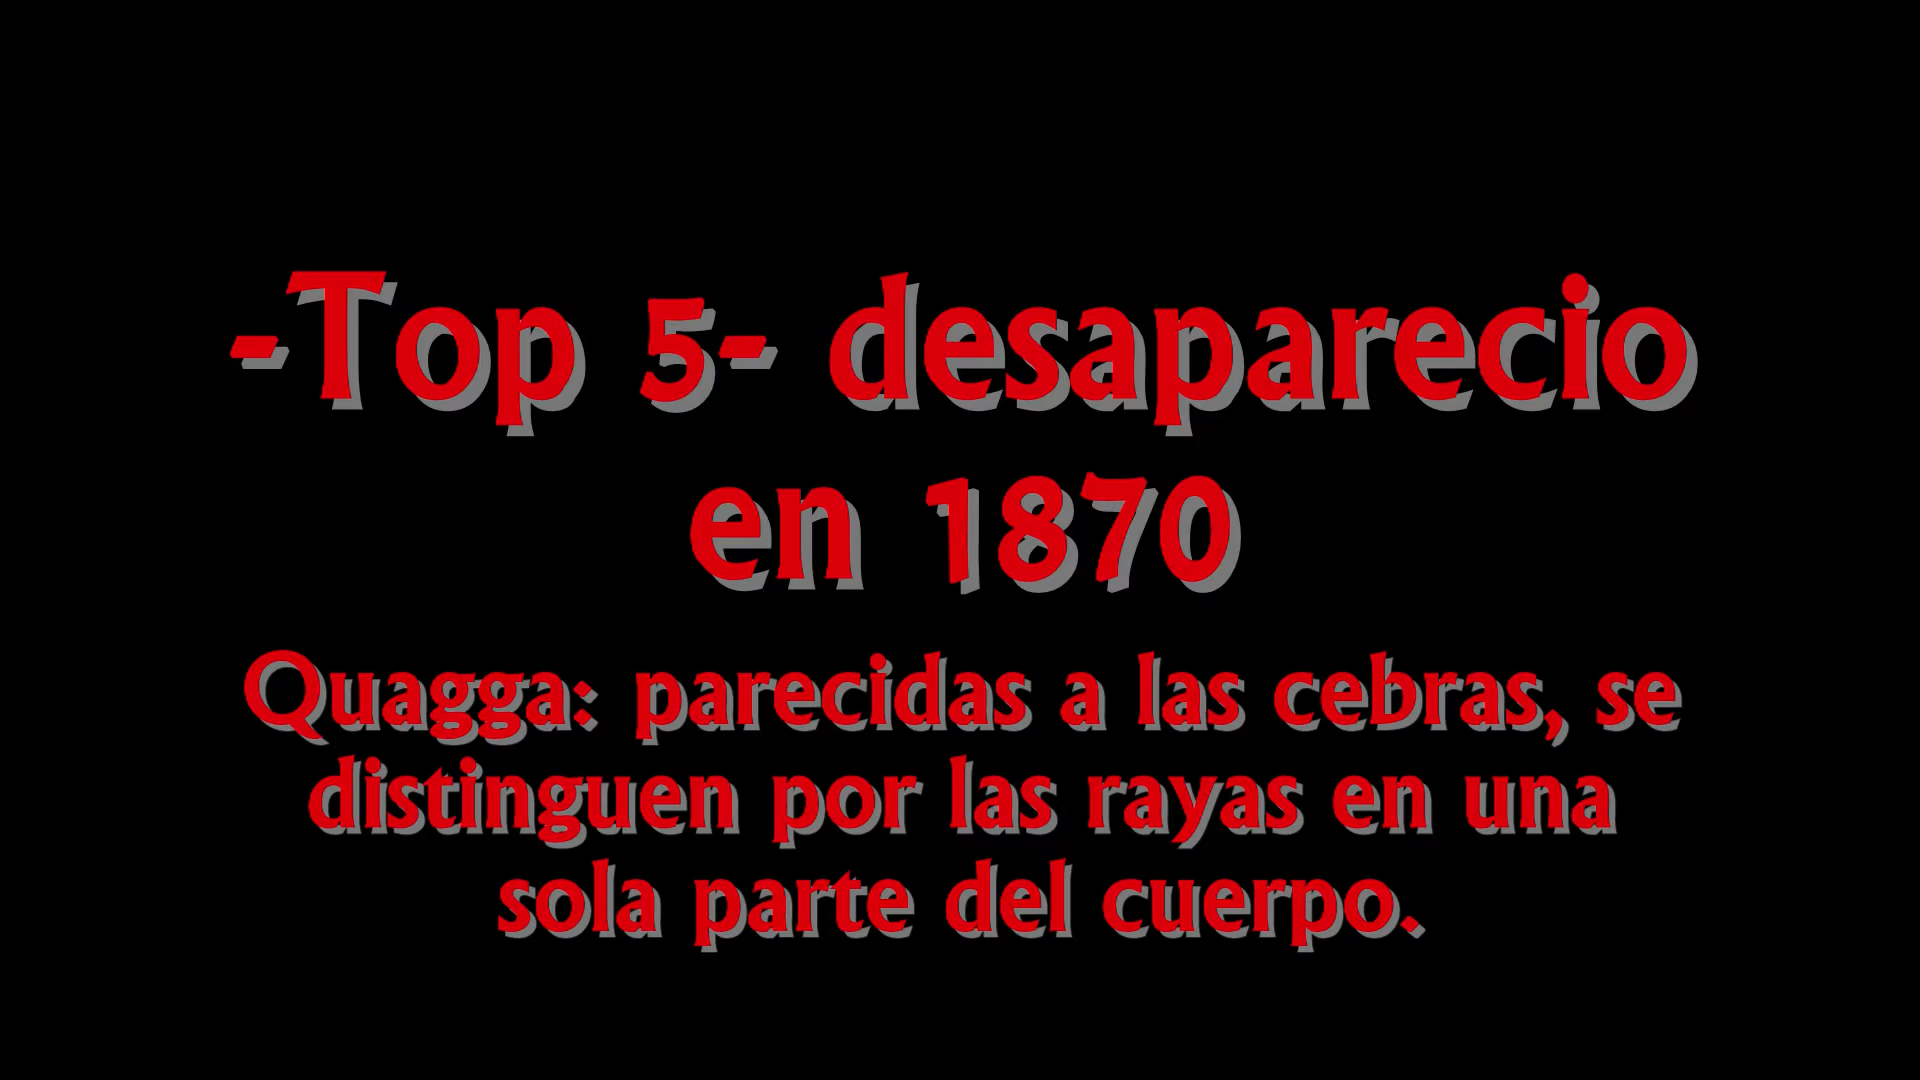 -Top 5- desaparecio
en 1870
Quagga: parecidas a las cebras, se
distinguen por las rayas en una
sola parte del cuerpo.